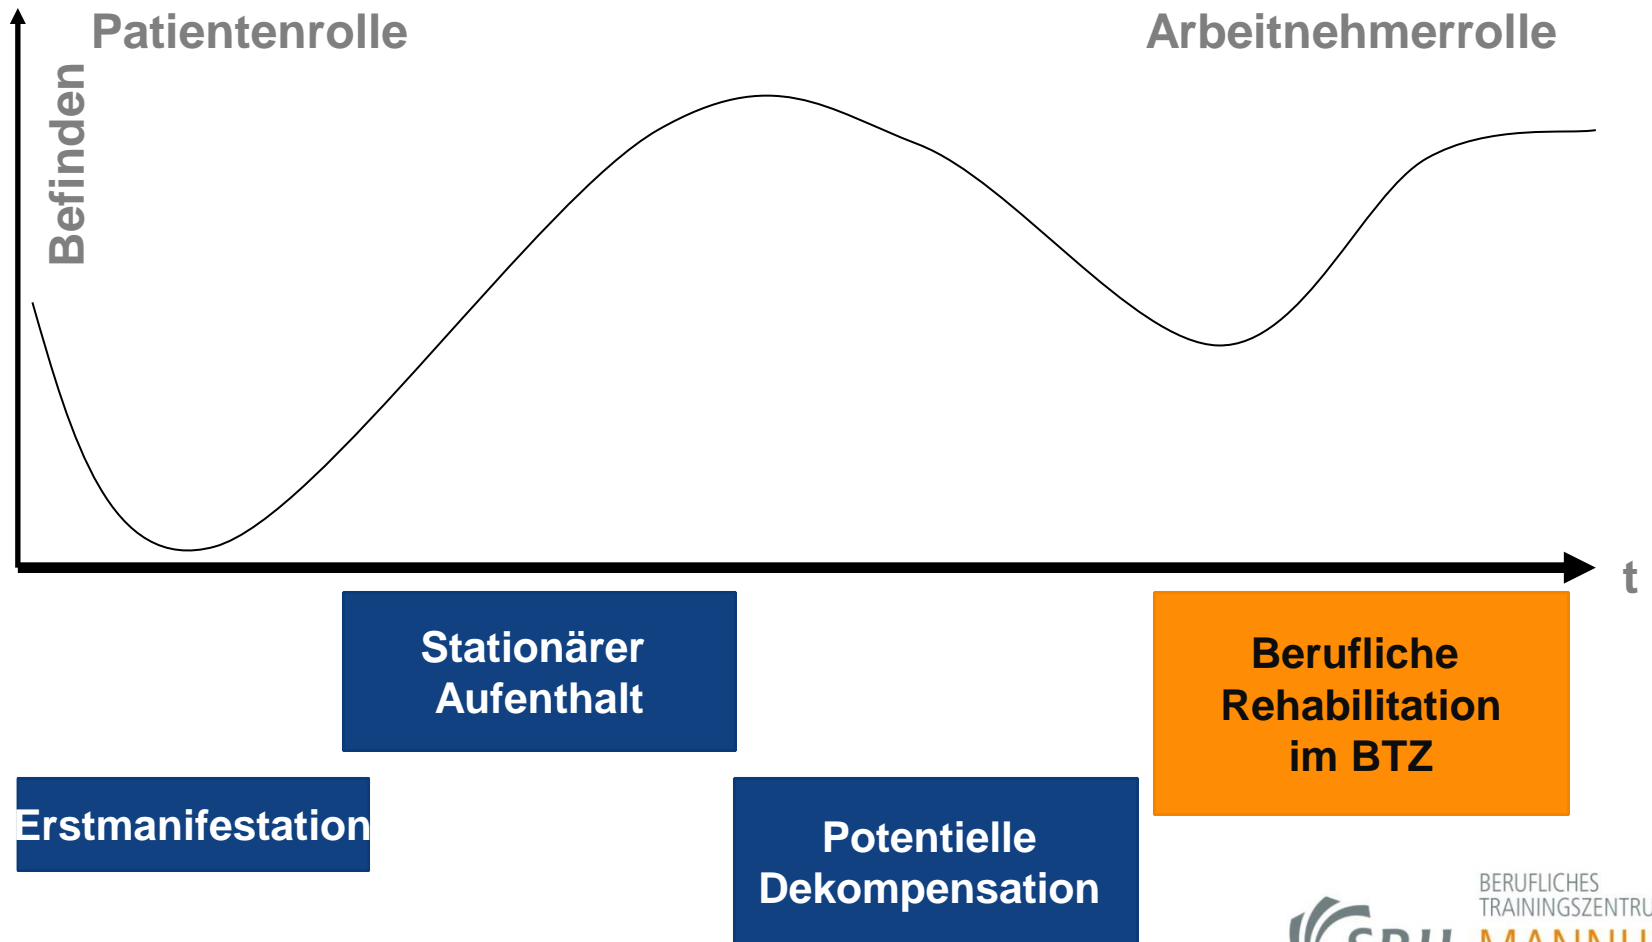 Patientenrolle
Arbeitnehmerrolle
Befinden
t
Stationärer
Aufenthalt
Berufliche
Rehabilitation
im BTZ
Erstmanifestation
Potentielle
Dekompensation
BERUFLICHES